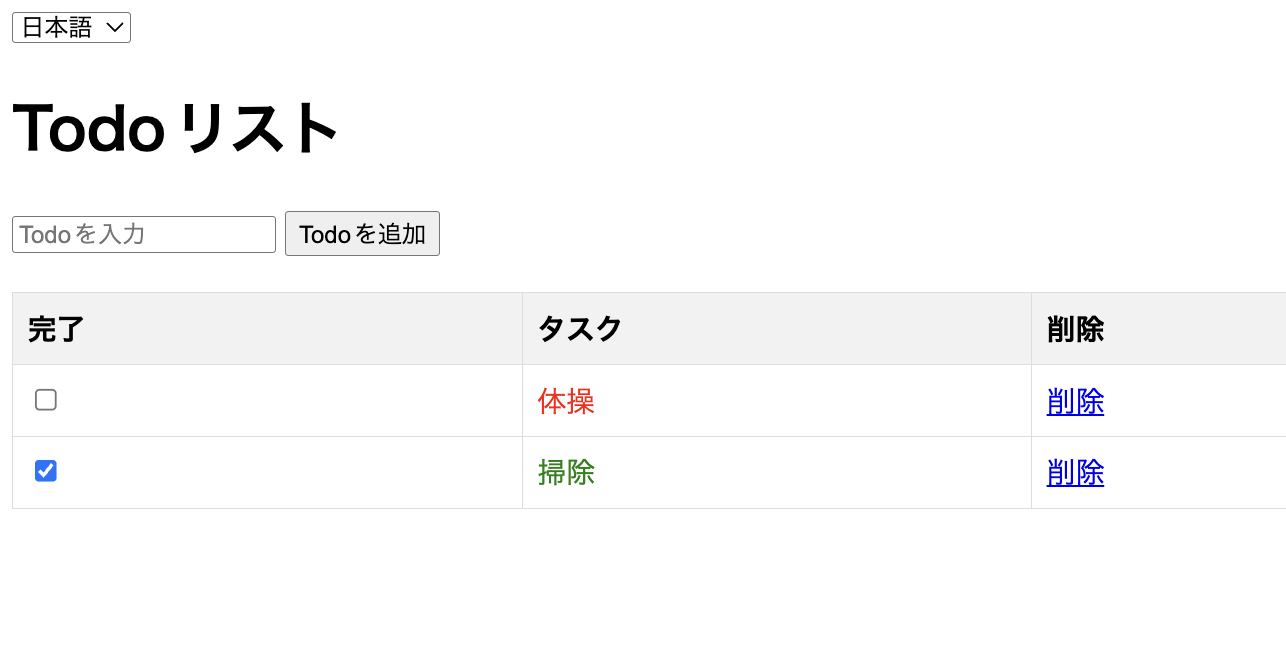 日本語
Todo リスト
Todo を入力 Todo を追加
完了 タスク 削除
体操 削除
掃除 削除